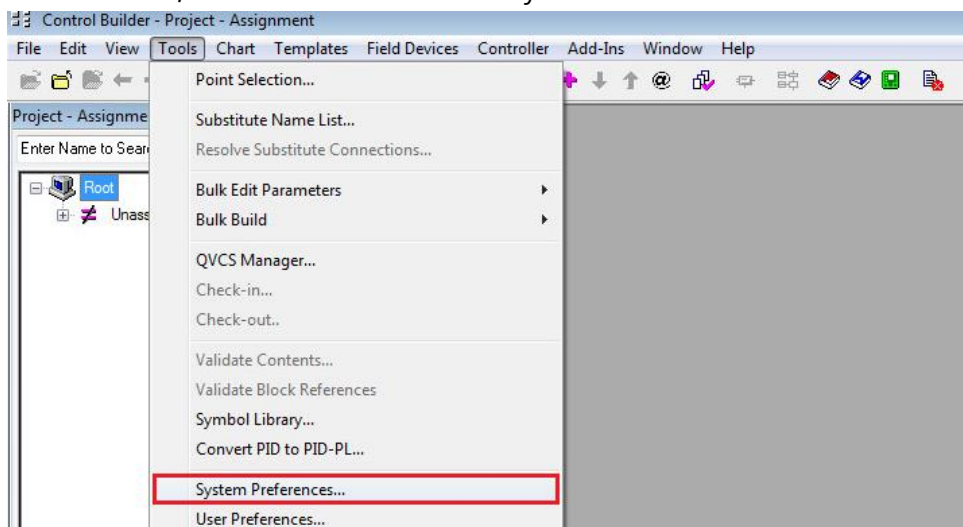 Control Builder - Project - Assignment
File Edit View Tools Chart Templates Field Devices Controller Add-Ins Window Help
Point Selection...
Project - Assignme
Substitute Name List...
Enter Name to Sear
Resolve Substitute Connections...
Root
Bulk Edit Parameters
Unass
Bulk Build
QVCS Manager...
Check-in...
Check-out..
Validate Contents...
Validate Block References
Symbol Library...
Convert PID to PID-PL...
System Preferences...
User Preferences...